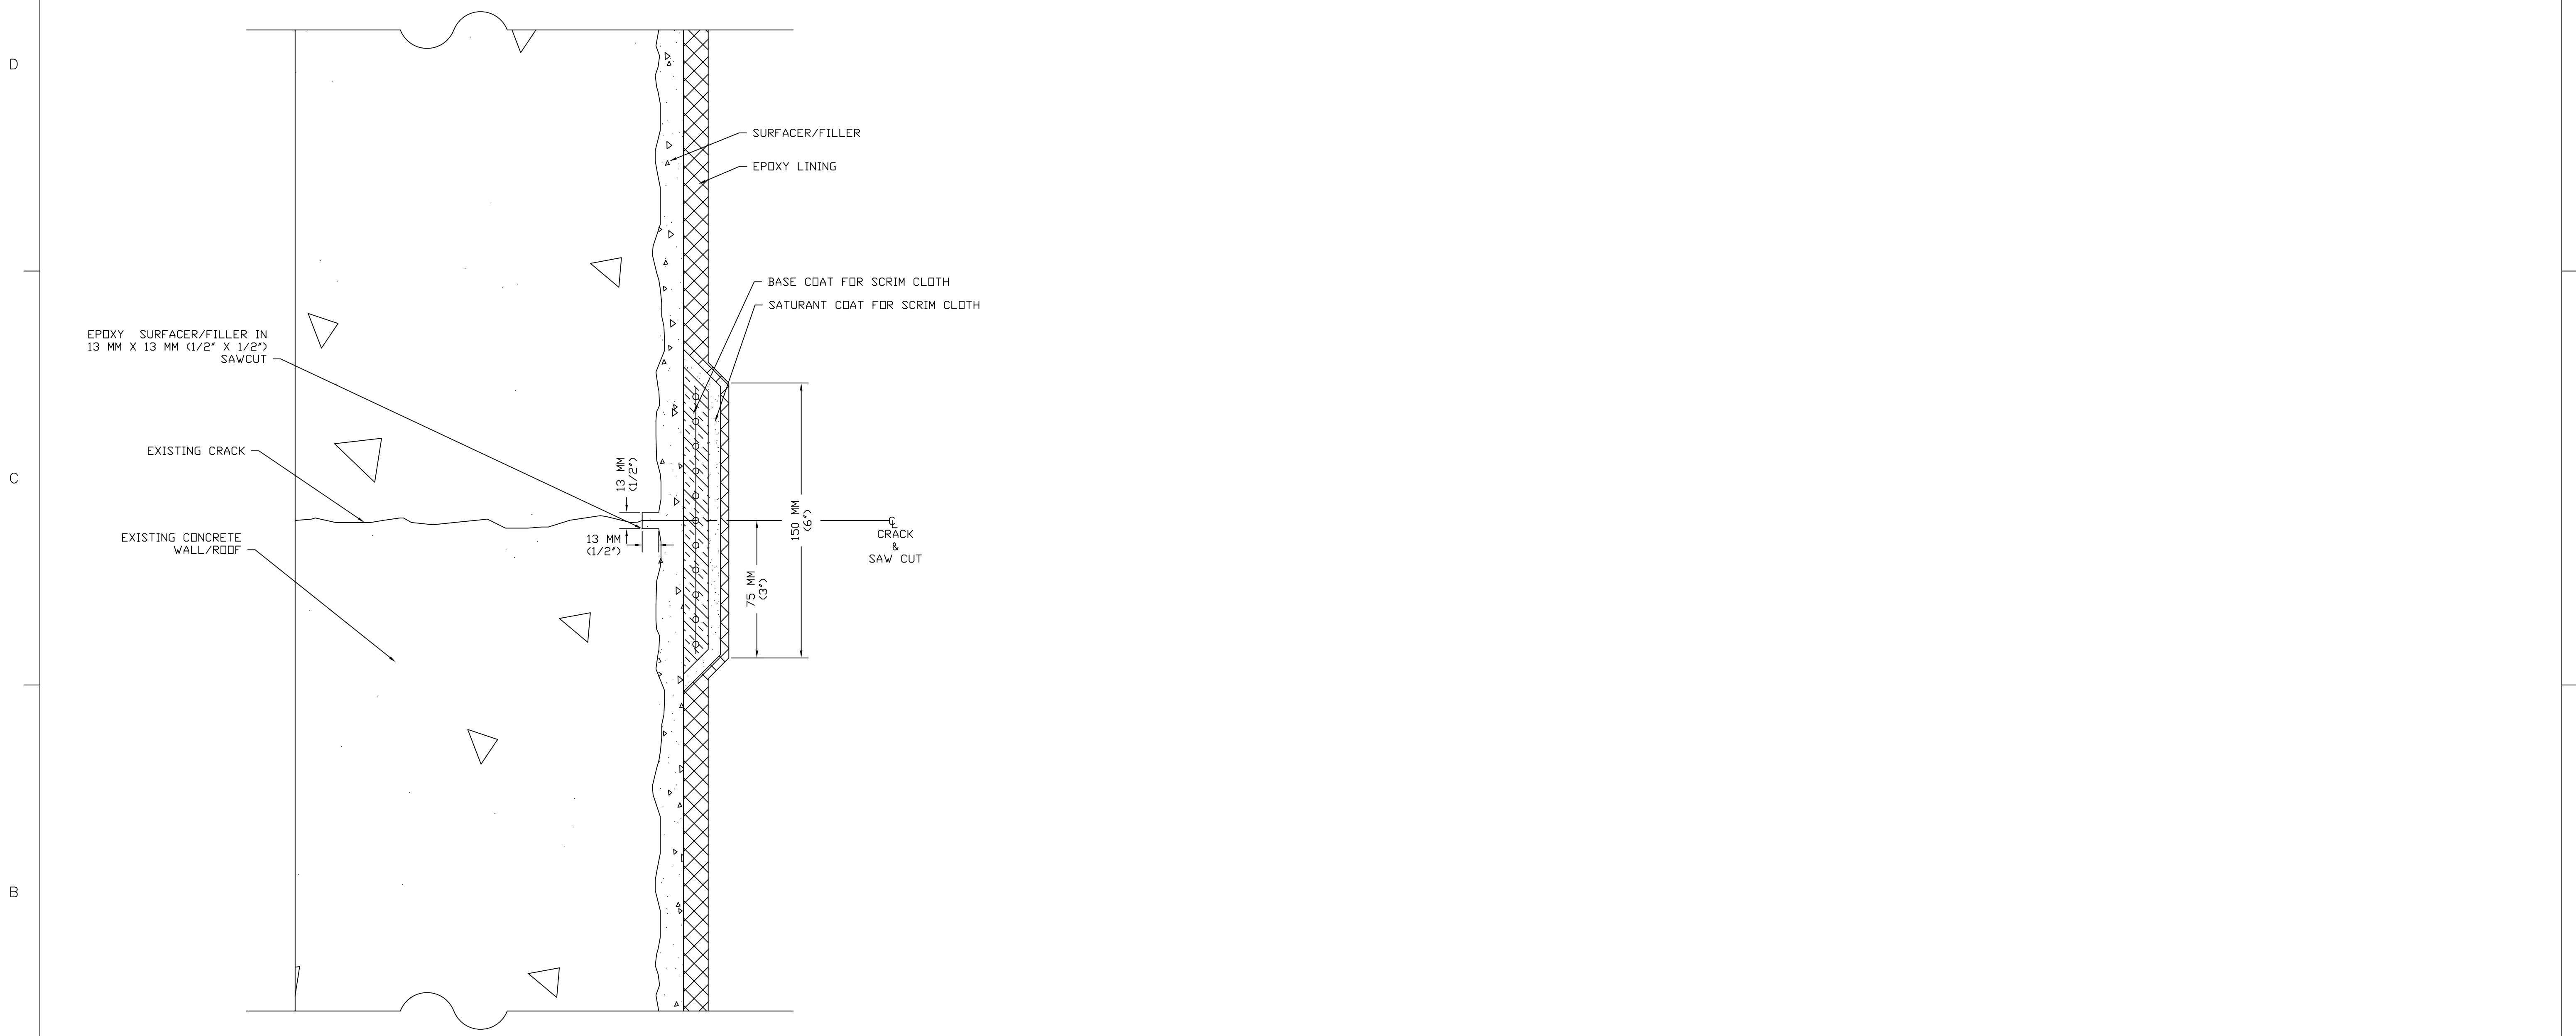 D
SURFACER/FILLER
EPOXY LINING
BASE COAT FOR SCRIM CLOTH
SATURANT COAT FOR SCRIM CLOTH
EPOXY  SURFACER/FILLER IN
13 MM X 13 MM (1/2" X 1/2")
SAWCUT
EXISTING CRACK
C
13 MM
(1/2")
EXISTING CONCRETE
WALL/ROOF
13 MM
(1/2")
150 MM
(6")
75 MM
(3")
℄
CRACK
&
SAW CUT
B